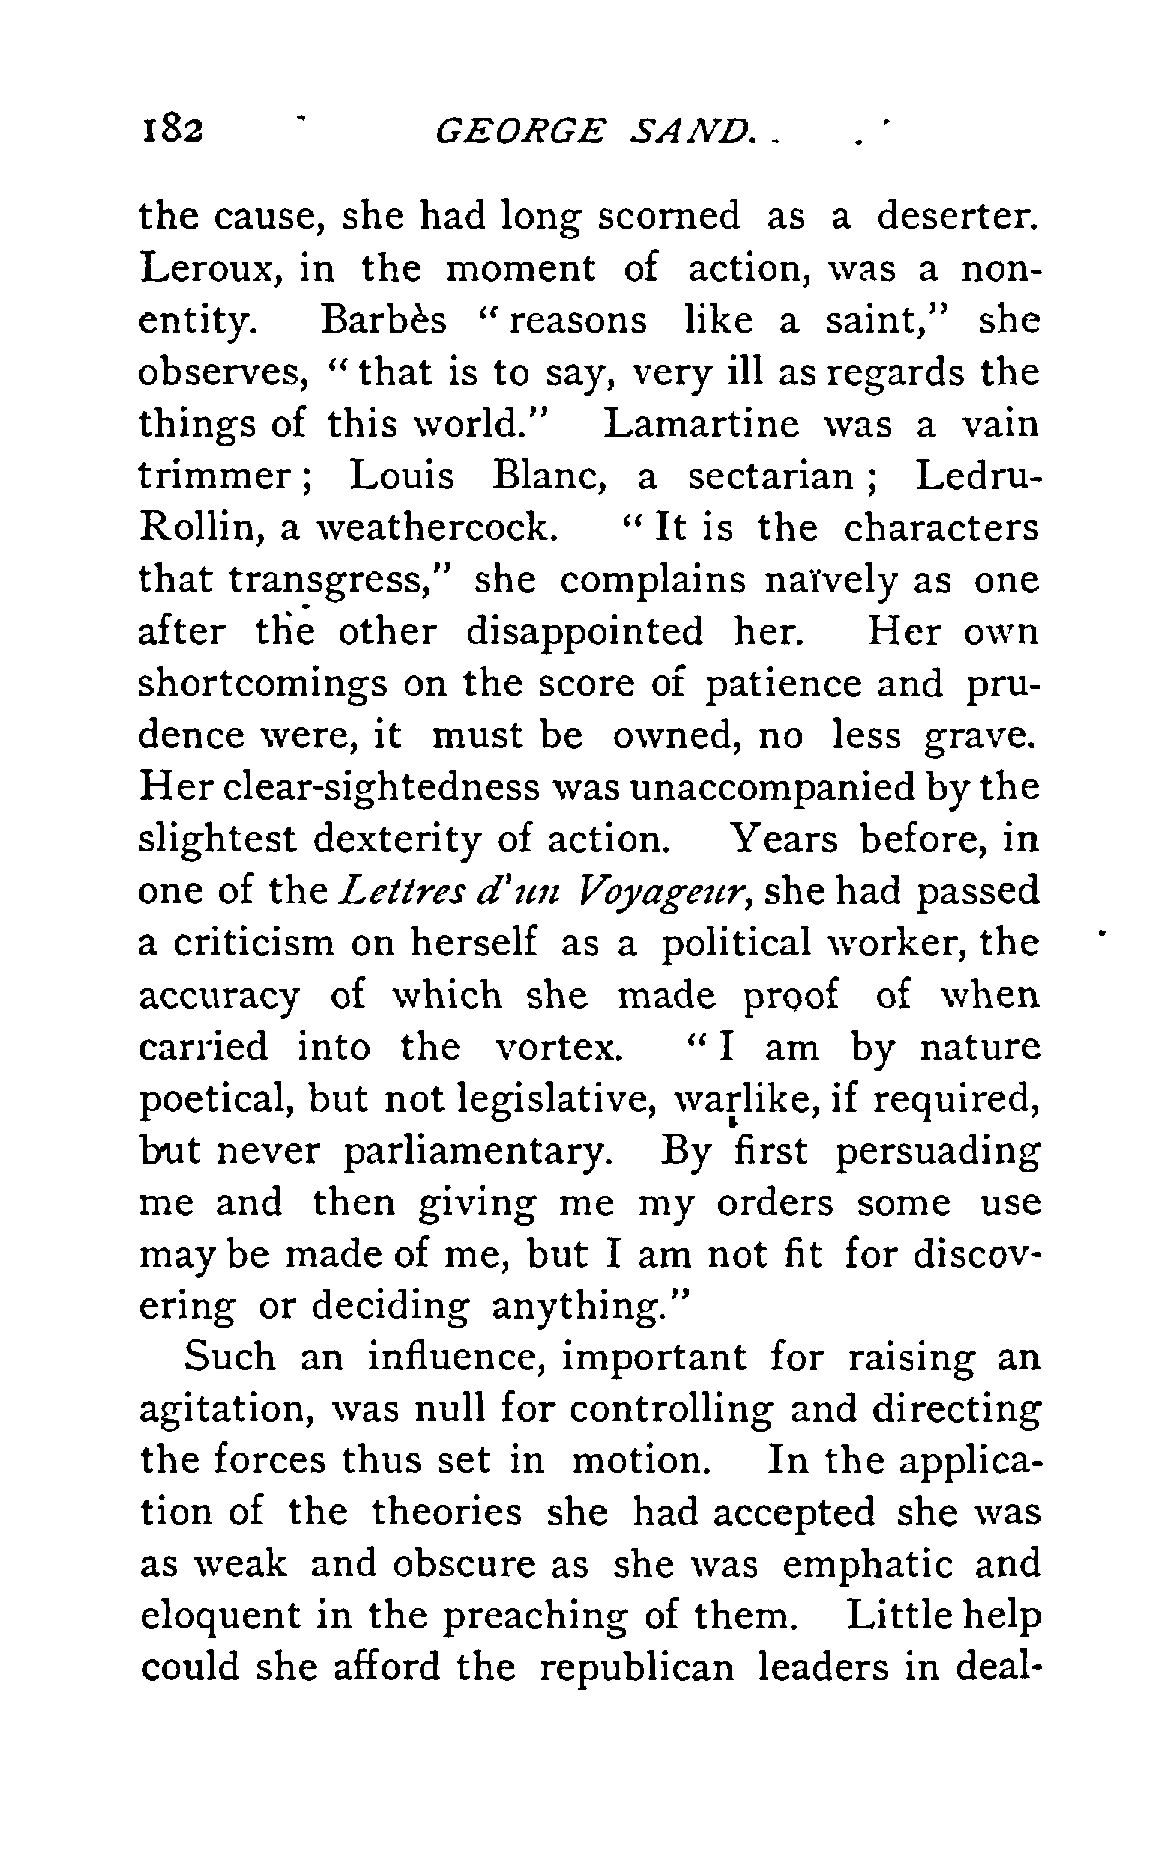 182 GEORGE SAND.
the cause, she had long scorned as a deserter.
Leroux, in the moment of action, was a non-
entity. Barbès “ reasons like a saint,” she
observes, “ that is to say, very ill as regards the
things of this world.” Lamartine was a vain
trimmer ; Louis Blanc, a sectarian ; Ledru-
Rollin, a weathercock. “ It is the characters
that transgress,” she complains naïvely as one
after the other disappointed her. Her own
shortcomings on the score of patience and pru-
dence were, it must be owned, no less grave.
Her clear-sightedness was unaccompanied by the
slightest dexterity of action. Years before, in
one of the Lettres d'un Voyageur, she had passed
a criticism on herself as a political worker, the
accuracy of which she made proof of when
carried into the vortex. “ I am by nature
poetical, but not legislative, warlike, if required,
but never parliamentary. By first persuading
me and then giving me my orders some use
may be made of me, but I am not fit for discov-
ering or deciding anything.”
Such an influence, important for raising an
agitation, was null for controlling and directing
the forces thus set in motion. In the applica-
tion of the theories she had accepted she was
as weak and obscure as she was emphatic and
eloquent in the preaching of them. Little help
could she afford the republican leaders in deal-